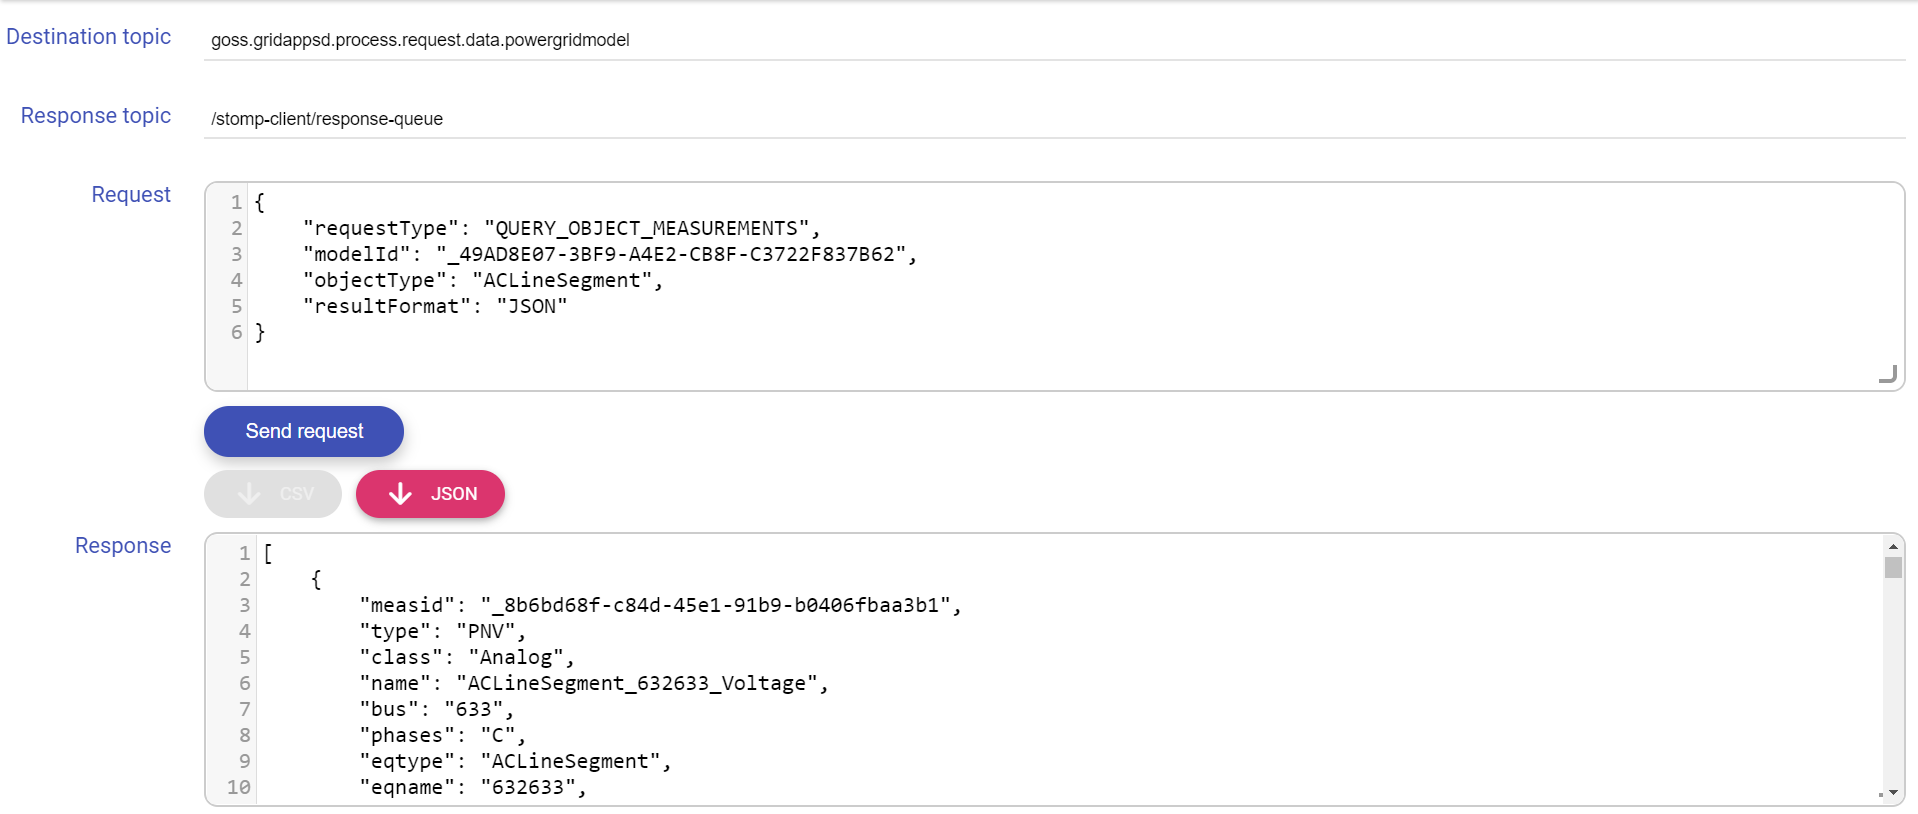 Destination topic
goss.gridappsd.process.request.data.powergridmodel
Response topic
/stomp-client/response-queue
Request
1 {
2     "requestType": "QUERY_OBJECT_MEASUREMENTS",
3     "modelId": "_49AD8E07-3BF9-A4E2-CB8F-C3722F837B62",
4     "objectType": "ACLineSegment",
5     "resultFormat": "JSON"
6 }
Send request
CSV
JSON
Response
1 [
2     {
3         "measid": "_8b6bd68f-c84d-45e1-91b9-b0406fbaa3b1",
4         "type": "PNV",
5         "class": "Analog",
6         "name": "ACLineSegment_632633_Voltage",
7         "bus": "633",
8         "phases": "C",
9         "eqtype": "ACLineSegment",
10         "eqname": "632633",